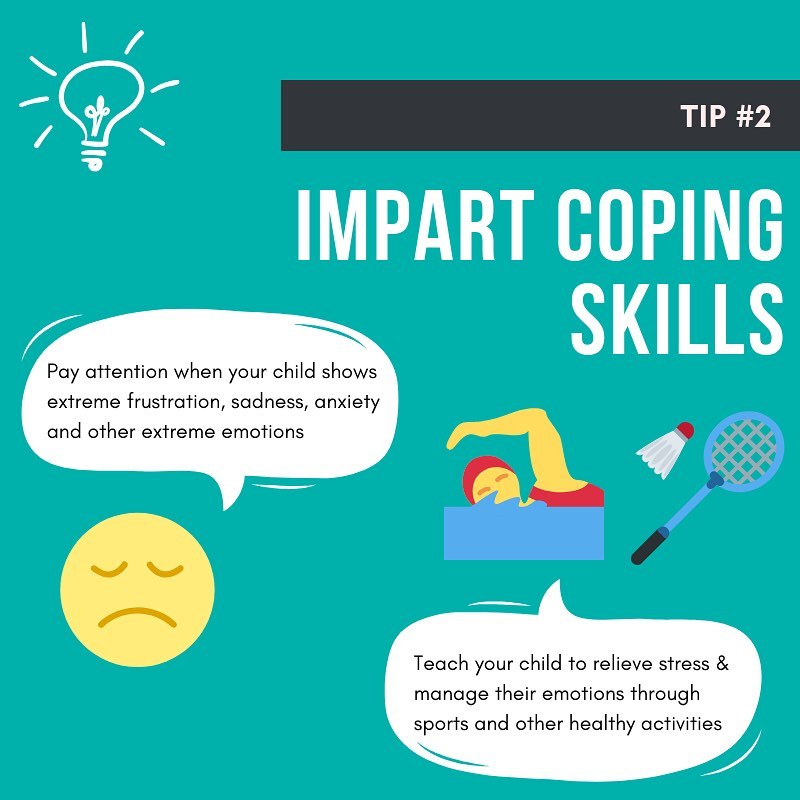 TIP #2
IMPART COPING
SKILLS
Pay attention when your child shows
extreme frustration, sadness, anxiety
and other extreme emotions
Teach your child to relieve stress &
manage their emotions through
sports and other healthy activities